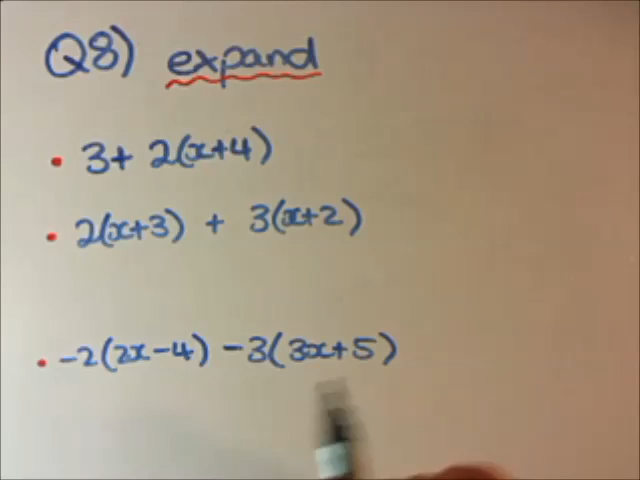 Q8) expand
• 3+ 2(x+4)
• 2(x+3) + 3(x+2)
• -2(2x-4) -3(3x+5)